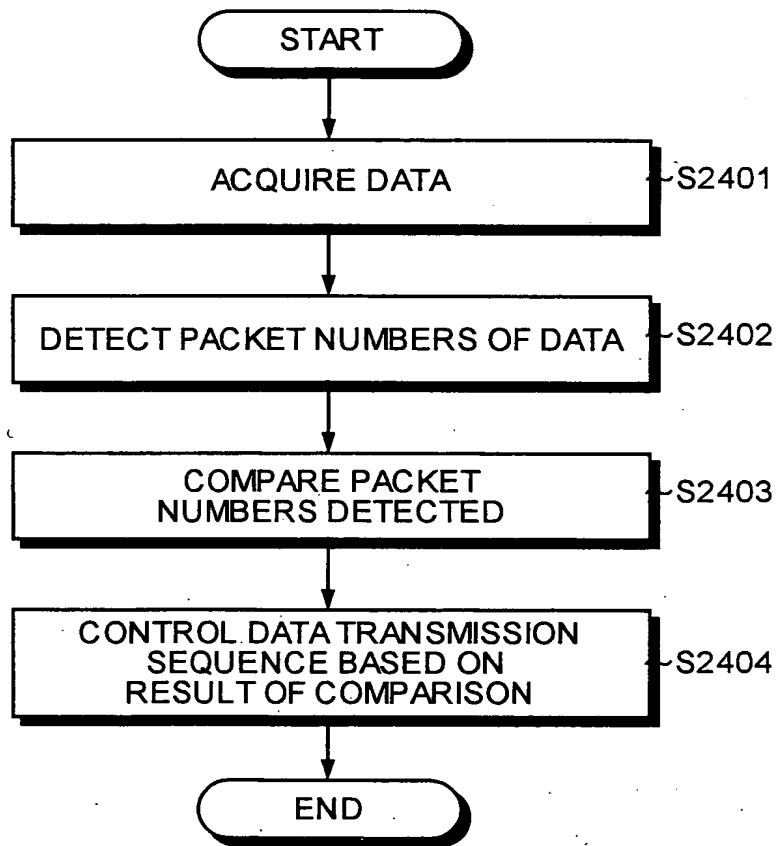 START
ACQUIRE DATA
S2401
DETECT PACKET NUMBERS OF DATA
S2402
COMPARE PACKET
NUMBERS DETECTED
S2403
CONTROL DATA TRANSMISSION
SEQUENCE BASED ON
RESULT OF COMPARISON
S2404
END